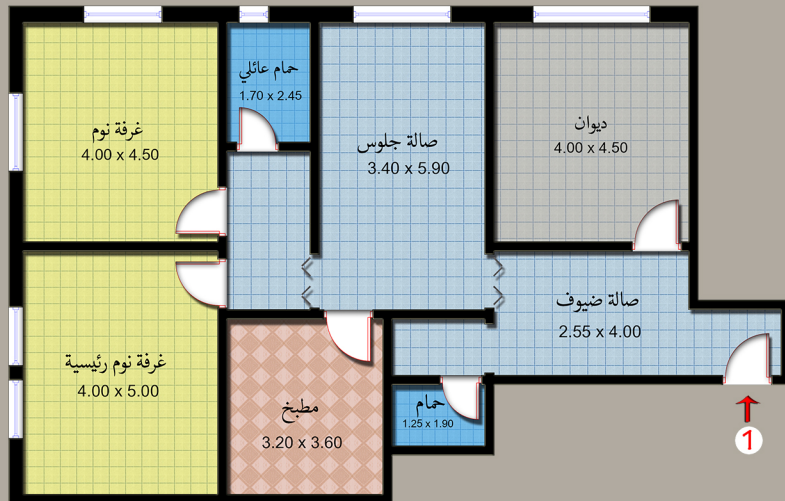 حمام عائلي
1.70 x 2.45
غرفة نوم
4.00 x 4.50
صالة جلوس
3.40 x 5.90
ديوان
4.00 x 4.50
صالة ضيوف
2.55 x 4.00
غرفة نوم رئيسية
4.00 x 5.00
مطبخ
3.20 x 3.60
حمام
1.25 x 1.90
1